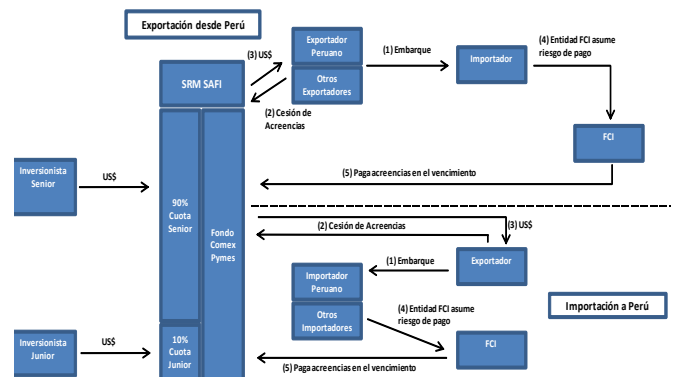 Exportación desde Perú
(3) US$
Exportador
Peruano
Otros
Exportadores
(1) Embarque
Importador
(4) Entidad FCI asume
riesgo de pago
SRM SAFI
(2) Cesión de
Acreencias
FCI
Inversionista
Senior
US$
(5) Paga acreencias en el vencimiento
90%
Cuota
Senior
Fondo
Comex
Pymes
(2) Cesión de Acreencias
(3) US$
(1) Embarque
Exportador
Importador
Peruano
Otros
Importadores
(4) Entidad FCI asume
riesgo de pago
Importación a Perú
Inversionista
Junior
US$
10%
Cuota
Junior
FCI
(5) Paga acreencias en el vencimiento